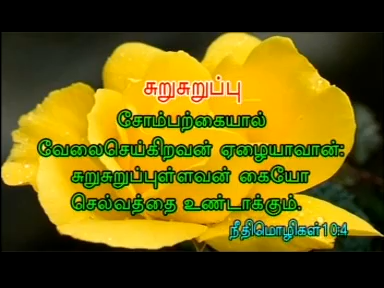 சுறுசுறுப்பு
சோம்பற்கையால்
வேலைசெய்கிறவன் ஏழையாவான்:
சுறுசுறுப்புள்ளவன் கையோ
செல்வத்தை உண்டாக்கும்.
நீதிமொழிகள்10:4